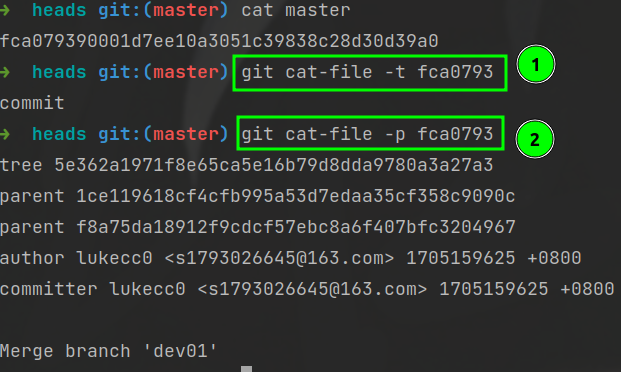 → heads git:(master) cat master
fca079390001d7ee10a3051c39838c28d30d39a0
→ heads git:(master) git cat-file -t fca0793 1
commit
→ heads git:(master) git cat-file -p fca0793 2
tree 5e362a1971f8e65ca5e16b79d8dda9780a3a27a3
parent 1ce119618cf4cfb995a53d7edaa35cf358c9090c
parent f8a75da18912f9cdcf57ebc8a6f407bfc3204967
author lukecc0 <s1793026645@163.com> 1705159625 +0800
committer lukecc0 <s1793026645@163.com> 1705159625 +0800
Merge branch 'dev01'